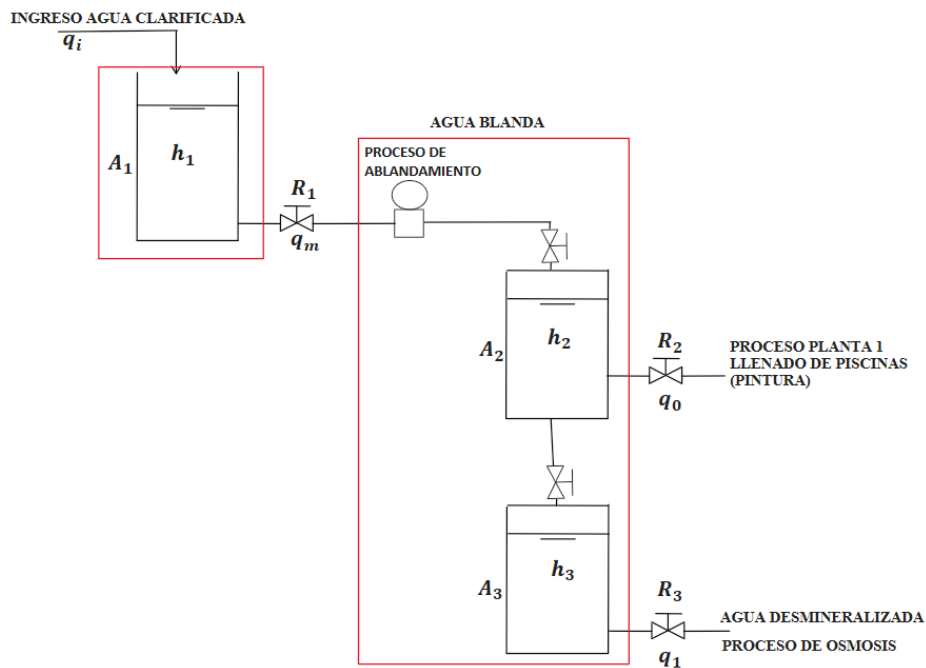 INGRESO AGUA CLARIFICADA
q_i
A_1
h_1
R_1
q_m
AGUA BLANDA
PROCESO DE
ABLANDAMIENTO
A_2
h_2
R_2
q_0
PROCESO PLANTA 1
LLENADO DE PISCINAS
(PINTURA)
A_3
h_3
R_3
q_1
AGUA DESMINERALIZADA
PROCESO DE OSMOSIS